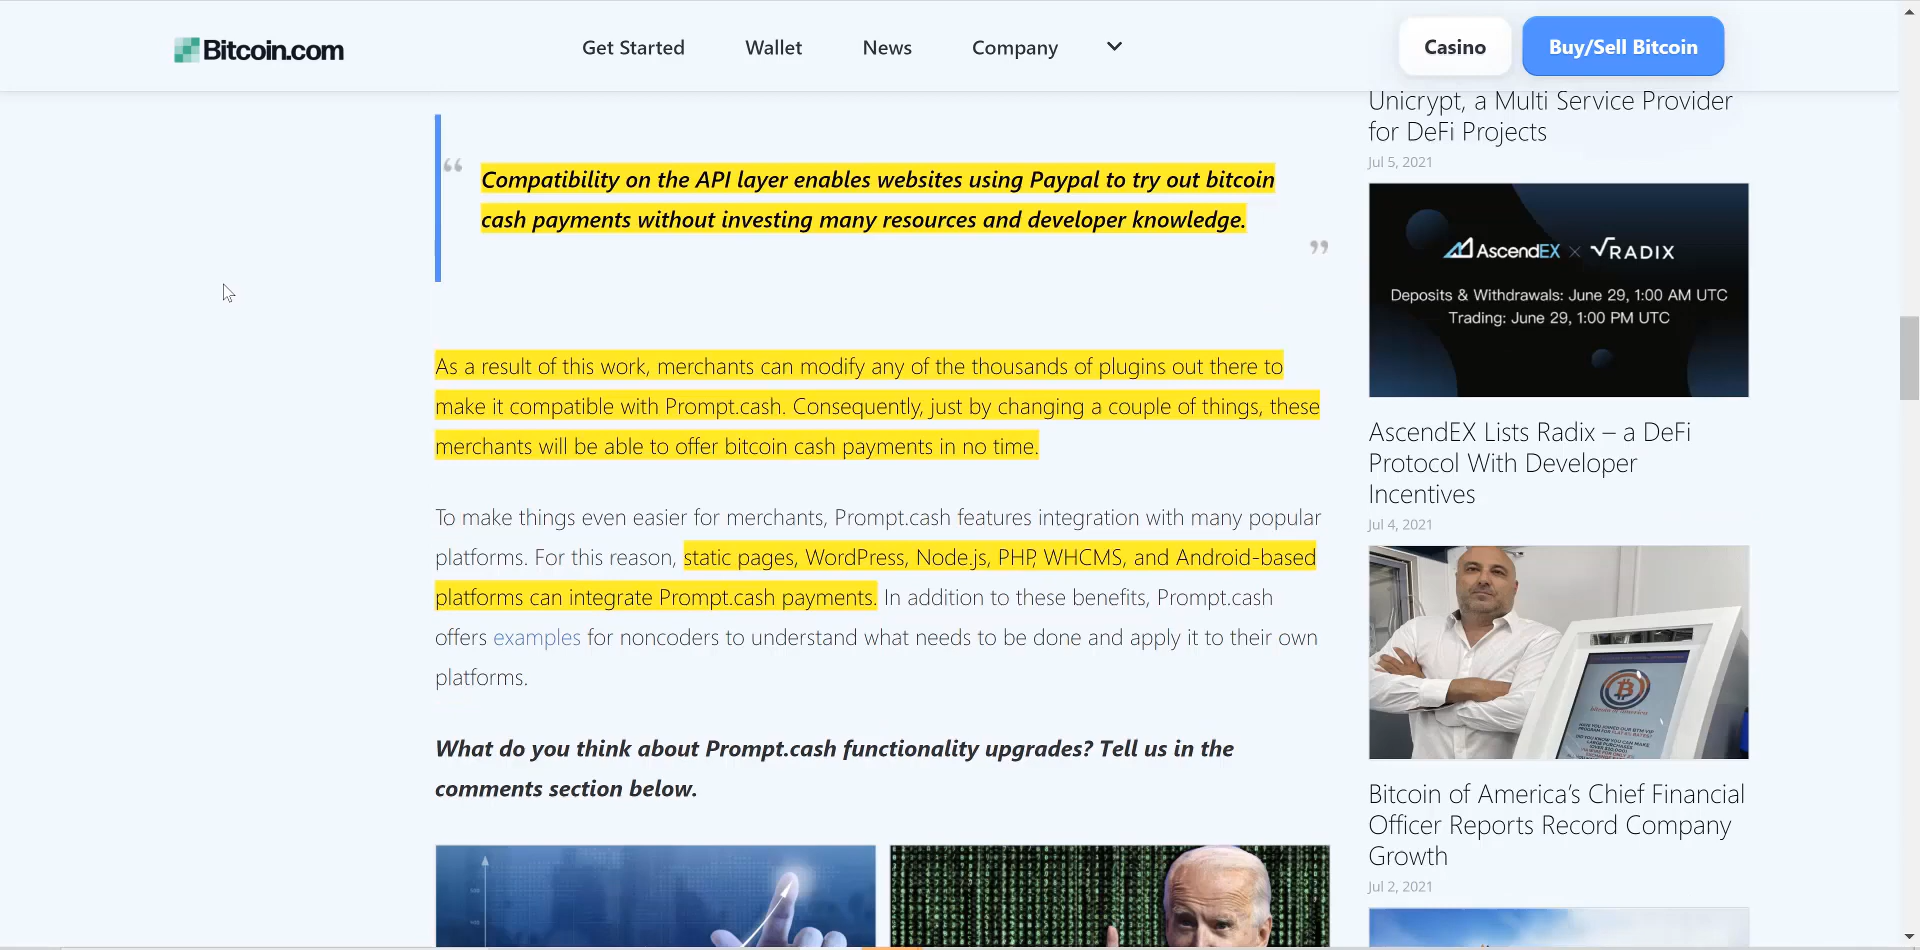 Bitcoin.com
Get Started
Wallet
News
Company
Casino
Buy/Sell Bitcoin
“
Compatibility on the API layer enables websites using Paypal to try out bitcoin
cash payments without investing many resources and developer knowledge.
”
As a result of this work, merchants can modify any of the thousands of plugins out there to
make it compatible with Prompt.cash. Consequently, just by changing a couple of things, these
merchants will be able to offer bitcoin cash payments in no time.
To make things even easier for merchants, Prompt.cash features integration with many popular
platforms. For this reason, static pages, WordPress, Node.js, PHP, WHCMS, and Android-based
platforms can integrate Prompt.cash payments. In addition to these benefits, Prompt.cash
offers examples for noncoders to understand what needs to be done and apply it to their own
platforms.
What do you think about Prompt.cash functionality upgrades? Tell us in the
comments section below.
Unicrypt, a Multi Service Provider
for DeFi Projects
Jul 5, 2021
AscendEX × RADIX
Deposits & Withdrawals: June 29, 1:00 AM UTC
Trading: June 29, 1:00 PM UTC
AscendEX Lists Radix – a DeFi
Protocol With Developer
Incentives
Jul 4, 2021
bitcoin of america
Bitcoin of America’s Chief Financial
Officer Reports Record Company
Growth
Jul 2, 2021